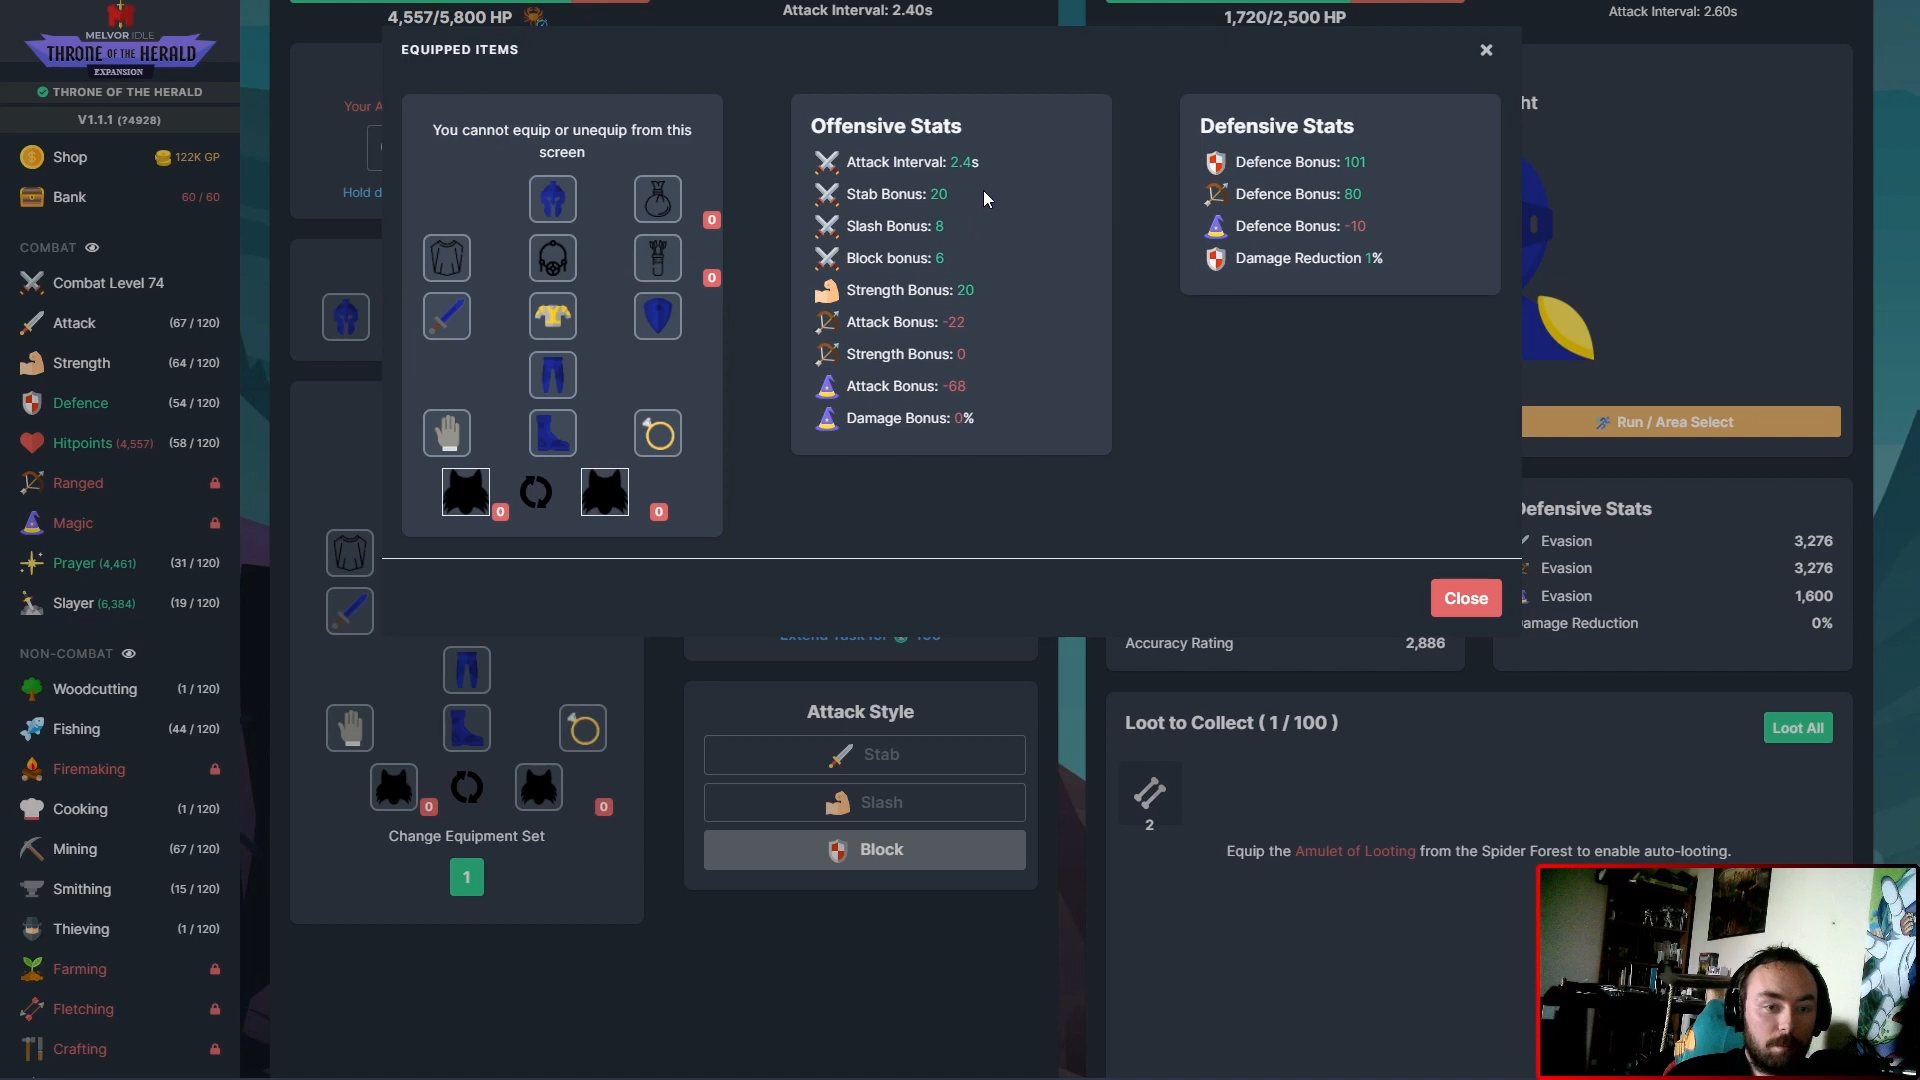 MELVOR IDLE
THRONE OF THE HERALD
EXPANSION
THRONE OF THE HERALD
V1.1.1 (?4928)
Shop 122K GP
Bank 60 / 60
COMBAT
Combat Level 74
Attack (67 / 120)
Strength (64 / 120)
Defence (54 / 120)
Hitpoints (4,557) (58 / 120)
Ranged
Magic
Prayer (4,461) (31 / 120)
Slayer (6,384) (19 / 120)
NON-COMBAT
Woodcutting (1 / 120)
Fishing (44 / 120)
Firemaking
Cooking (1 / 120)
Mining (67 / 120)
Smithing (15 / 120)
Thieving (1 / 120)
Farming
Fletching
Crafting
4,557/5,800 HP
Attack Interval: 2.40s
1,720/2,500 HP
Attack Interval: 2.60s
EQUIPPED ITEMS
×
Your A
Hold d
You cannot equip or unequip from this
screen
0
0
0
0
Offensive Stats
Attack Interval: 2.4s
Stab Bonus: 20
Slash Bonus: 8
Block bonus: 6
Strength Bonus: 20
Attack Bonus: -22
Strength Bonus: 0
Attack Bonus: -68
Damage Bonus: 0%
Defensive Stats
Defence Bonus: 101
Defence Bonus: 80
Defence Bonus: -10
Damage Reduction 1%
ht
Run / Area Select
Close
Defensive Stats
Evasion 3,276
Evasion 3,276
Evasion 1,600
Damage Reduction 0%
Accuracy Rating 2,886
0
0
Change Equipment Set
1
Attack Style
Stab
Slash
Block
Loot to Collect ( 1 / 100 )
Loot All
2
Equip the Amulet of Looting from the Spider Forest to enable auto-looting.